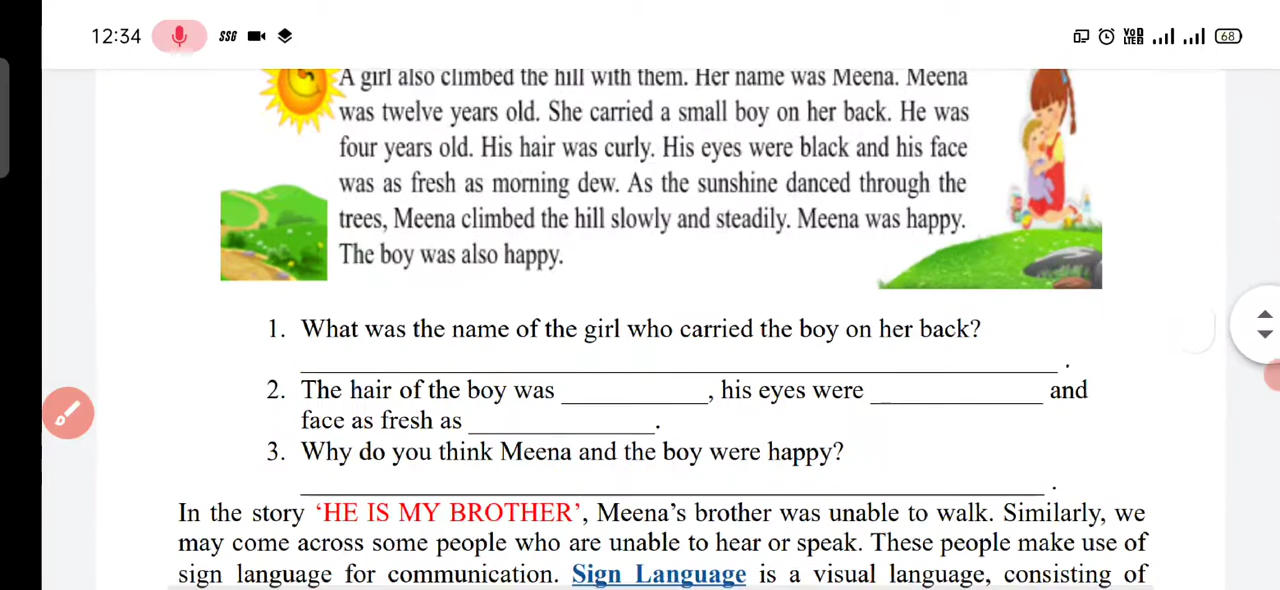 12:34 SSG VoD LTE2 68
A girl also climbed the hill with them. Her name was Meena. Meena
was twelve years old. She carried a small boy on her back. He was
four years old. His hair was curly. His eyes were black and his face
was as fresh as morning dew. As the sunshine danced through the
trees, Meena climbed the hill slowly and steadily. Meena was happy.
The boy was also happy.
1. What was the name of the girl who carried the boy on her back?
______________________________ .
2. The hair of the boy was ___________, his eyes were _____________ and
face as fresh as ______________.
3. Why do you think Meena and the boy were happy?
______________________________ .
In the story ‘HE IS MY BROTHER’, Meena’s brother was unable to walk. Similarly, we
may come across some people who are unable to hear or speak. These people make use of
sign language for communication. Sign Language is a visual language, consisting of